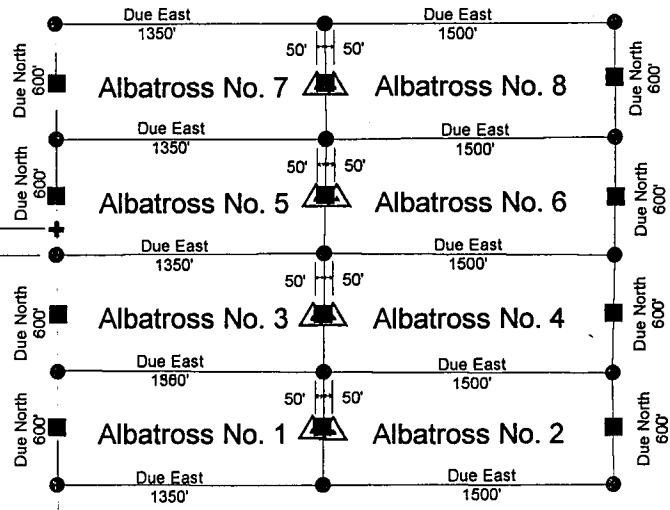 Due East Due East
1350' 1500'
50' 50'
Due North 600' Albatross No. 7 Albatross No. 8 Due North 600'
Due East Due East
1350' 1500'
50' 50'
Due North 600' Albatross No. 5 Albatross No. 6 Due North 600'
Due East Due East
1350' 1500'
50' 50'
Due North 600' Albatross No. 3 Albatross No. 4 Due North 600'
Due East Due East
1500'
50' 50'
Due North 600' Albatross No. 1 Albatross No. 2 Due North 600'
Due East Due East
1350' 1500'